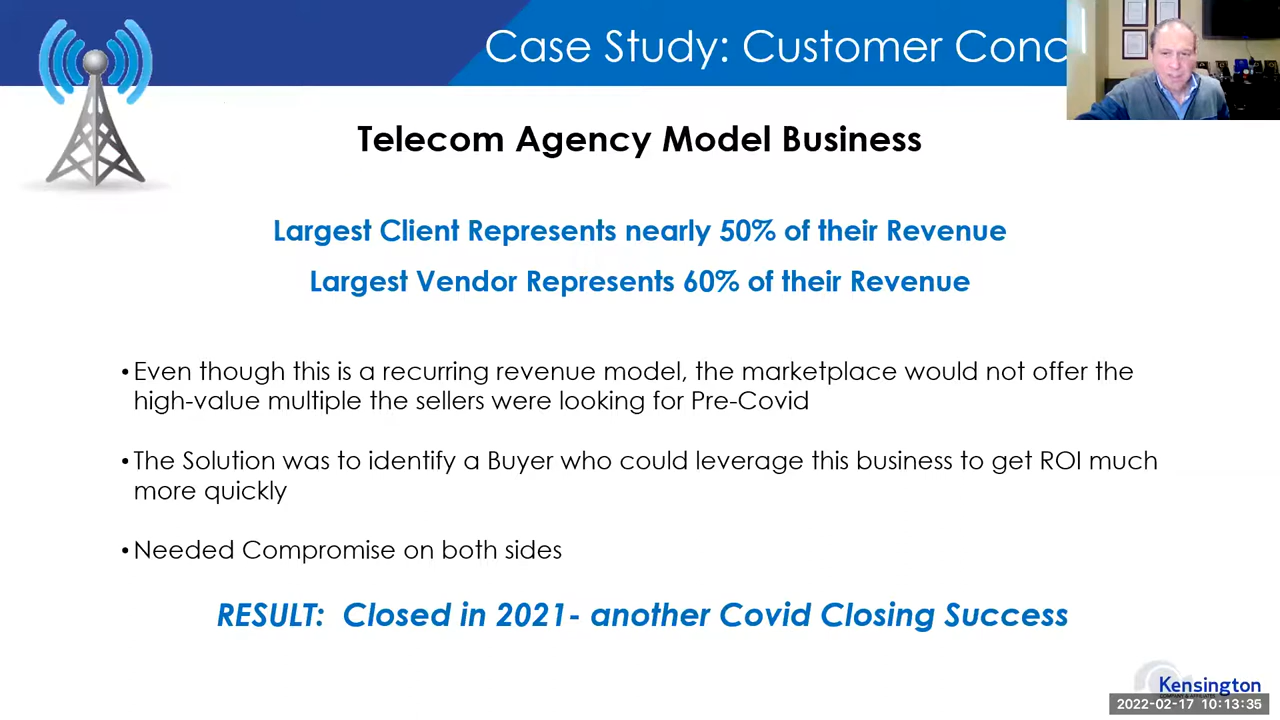 Case Study: Customer Conc
Telecom Agency Model Business
Largest Client Represents nearly 50% of their Revenue
Largest Vendor Represents 60% of their Revenue
•Even though this is a recurring revenue model, the marketplace would not offer the
high-value multiple the sellers were looking for Pre-Covid
•The Solution was to identify a Buyer who could leverage this business to get ROI much
more quickly
•Needed Compromise on both sides
RESULT: Closed in 2021- another Covid Closing Success
Kensington
2022-02-17 10:13:35